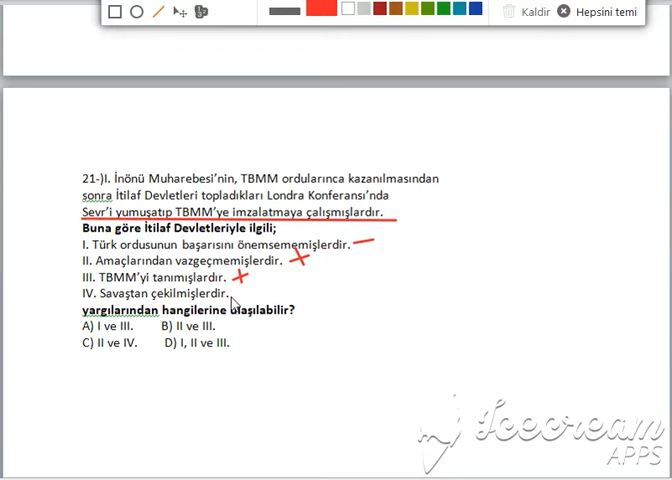 Kaldir
Hepsini temi
21-)I. İnönü Muharebesi'nin, TBMM ordularınca kazanılmasından
sonra İtilaf Devletleri topladıkları Londra Konferansı'nda
Sevr'i yumuşatıp TBMM'ye imzalatmaya çalışmışlardır.
Buna göre İtilaf Devletleriyle ilgili;
I. Türk ordusunun başarısını önemsememişlerdir.
II. Amaçlarından vazgeçmemişlerdir.
III. TBMM'yi tanımışlardır.
IV. Savaştan çekilmişlerdir.
yargılarından hangilerine ulaşılabilir?
A) I ve III. B) II ve III.
C) II ve IV. D) I, II ve III.
Icecream
APPS